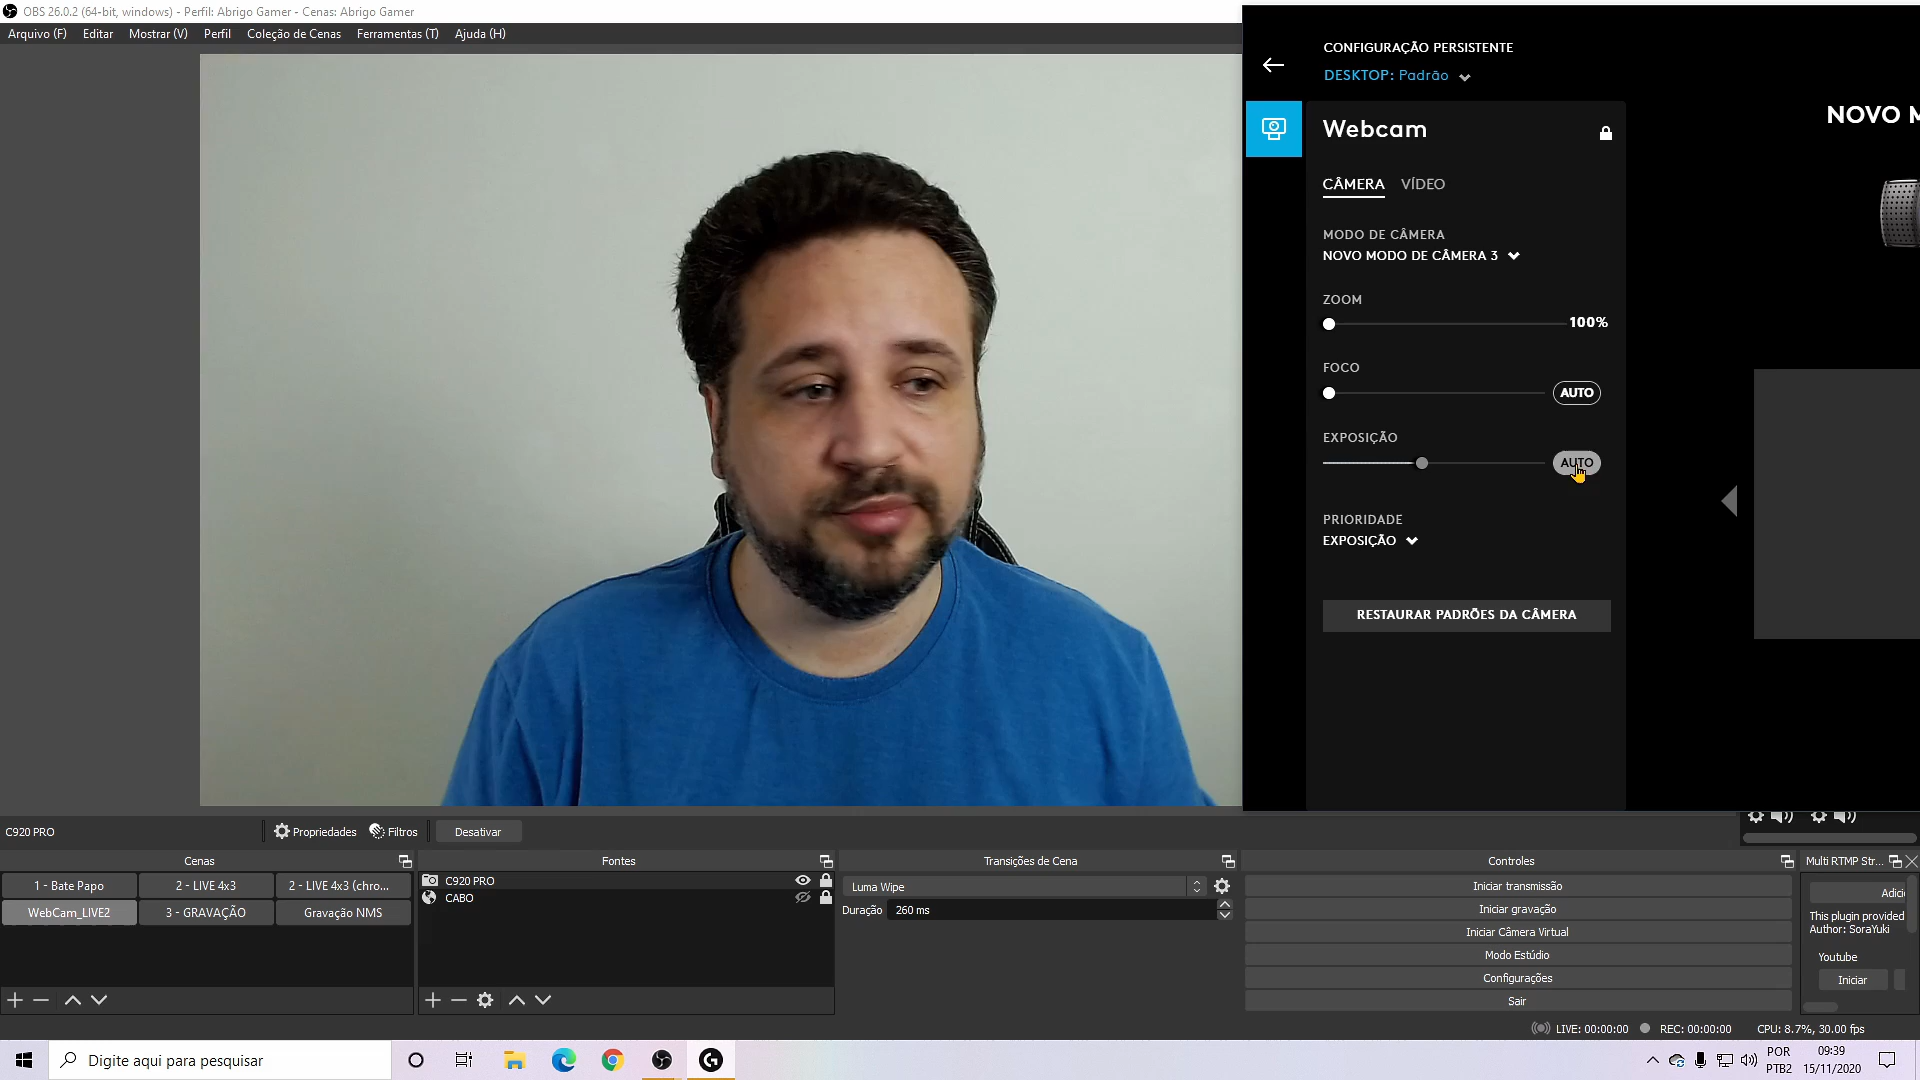 OBS 26.0.2 (64-bit, windows) - Perfil: Abrigo Gamer - Cenas: Abrigo Gamer
Arquivo (F) Editar Mostrar (V) Perfil Coleção de Cenas Ferramentas (T) Ajuda (H)
CONFIGURAÇÃO PERSISTENTE
DESKTOP: Padrão
NOVO M
Webcam
CÂMERA VÍDEO
MODO DE CÂMERA
NOVO MODO DE CÂMERA 3
ZOOM
100%
FOCO
AUTO
EXPOSIÇÃO
AUTO
PRIORIDADE
EXPOSIÇÃO
RESTAURAR PADRÕES DA CÂMERA
C920 PRO Propriedades Filtros Desativar
Cenas
1 - Bate Papo 2 - LIVE 4x3 2 - LIVE 4x3 (chro...
WebCam_LIVE2 3 - GRAVAÇÃO Gravação NMS
Fontes
C920 PRO
CABO
Transições de Cena
Luma Wipe
Duração 260 ms
Controles
Iniciar transmissão
Iniciar gravação
Iniciar Câmera Virtual
Modo Estúdio
Configurações
Sair
Multi RTMP Str...
Adici
This plugin provided
Author: SoraYuki
Youtube
Iniciar
LIVE: 00:00:00 REC: 00:00:00 CPU: 8.7%, 30.00 fps
Digite aqui para pesquisar
POR
PTB2
09:39
15/11/2020